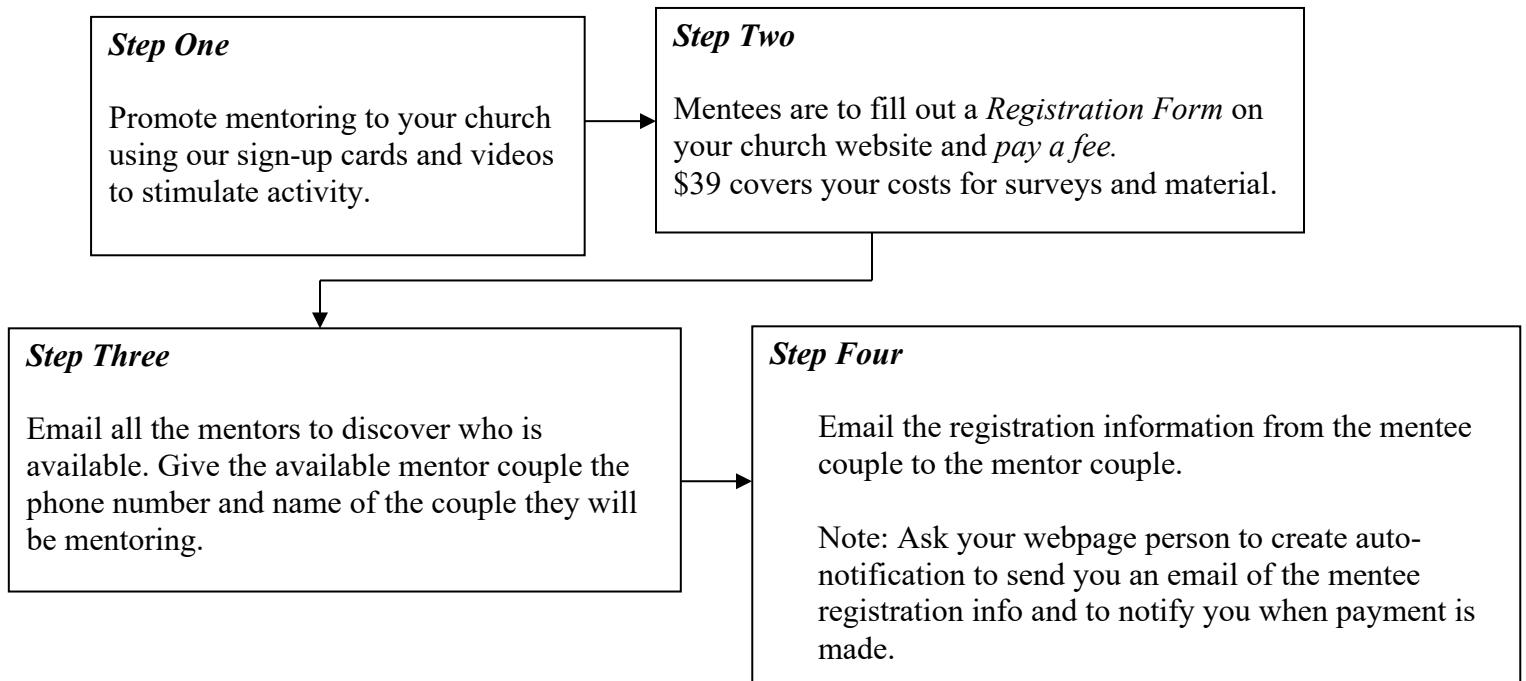 Step One
Promote mentoring to your church
using our sign-up cards and videos
to stimulate activity.
Step Two
Mentees are to fill out a Registration Form on
your church website and pay a fee.
$39 covers your costs for surveys and material.
Step Three
Email all the mentors to discover who is
available. Give the available mentor couple the
phone number and name of the couple they will
be mentoring.
Step Four
Email the registration information from the mentee
couple to the mentor couple.
Note: Ask your webpage person to create auto-
notification to send you an email of the mentee
registration info and to notify you when payment is
made.